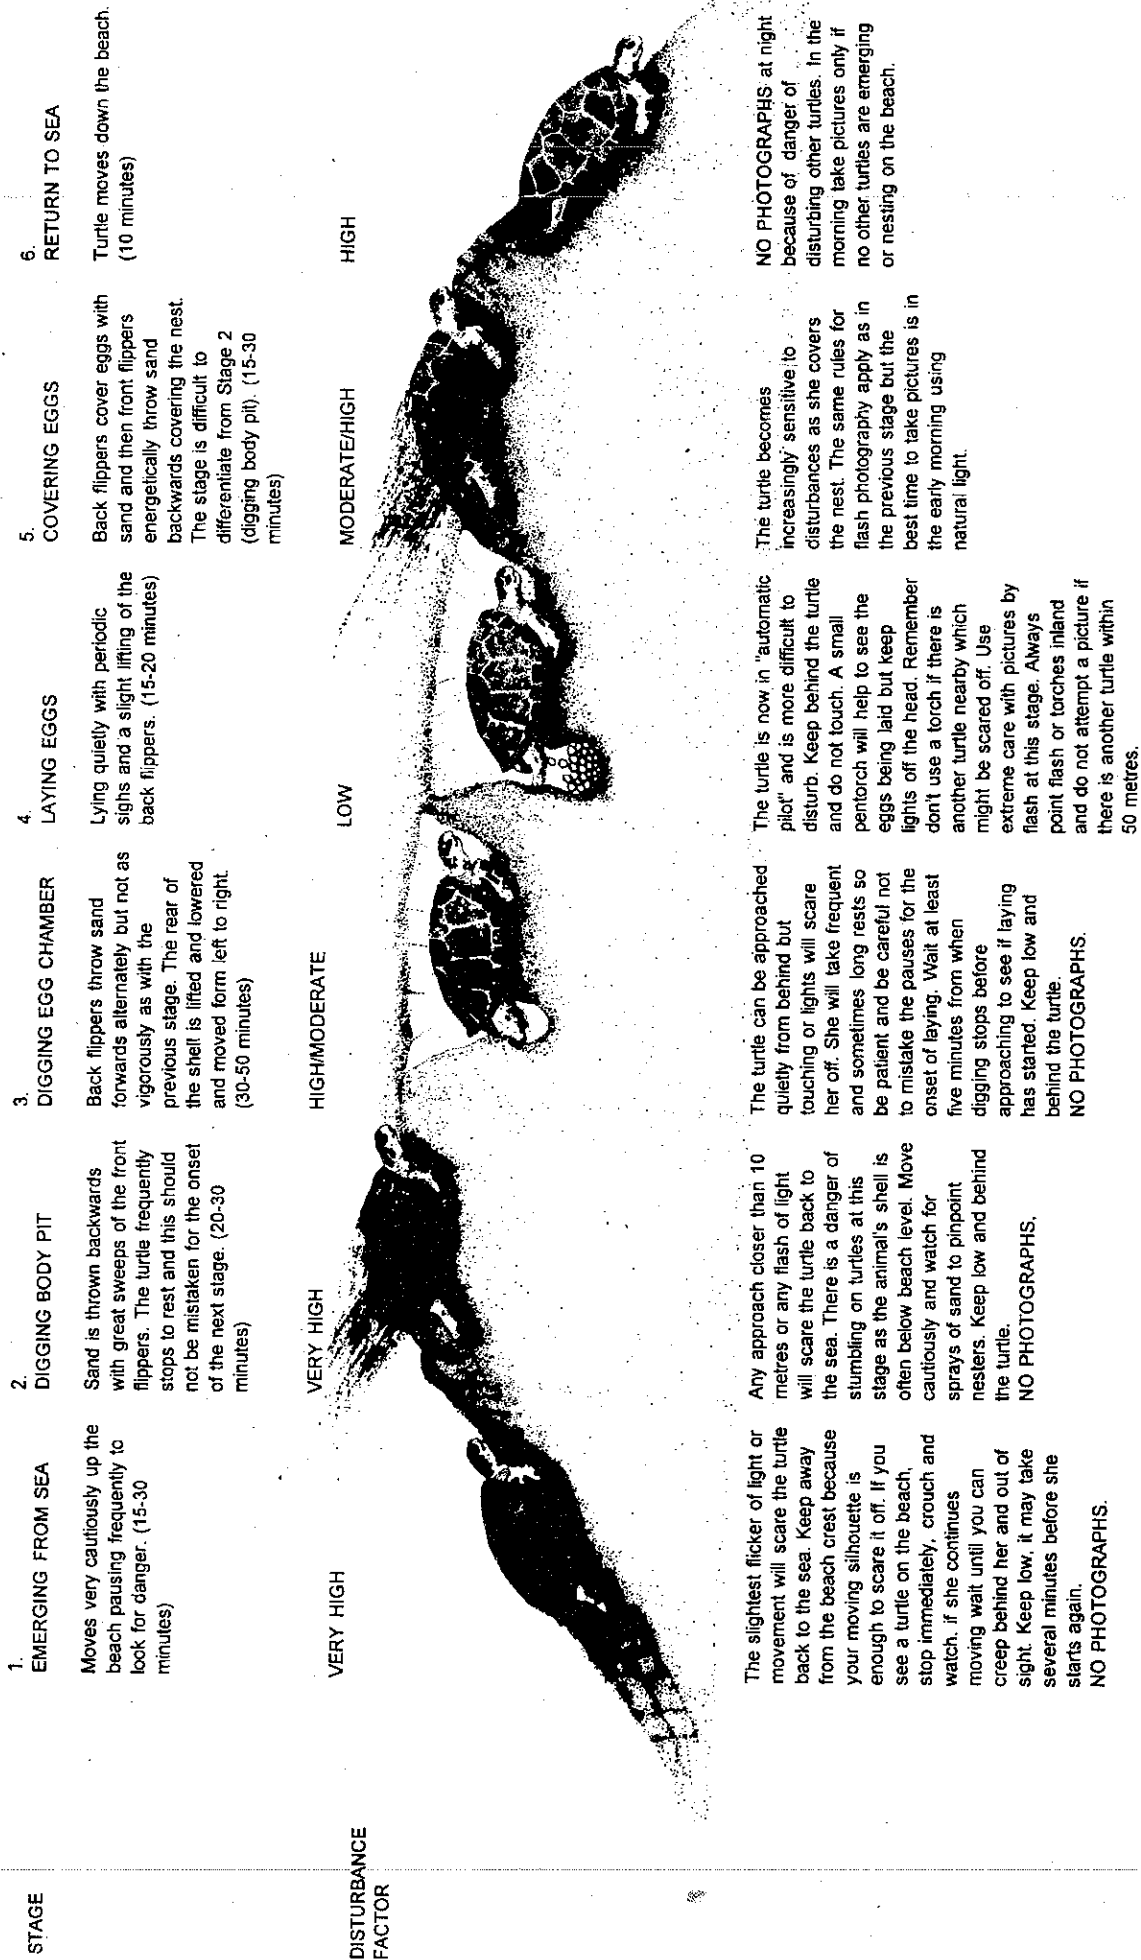 STAGE
1.
EMERGING FROM SEA
Moves very cautiously up the
beach pausing frequently to
look for danger. (15-30
minutes)
2.
DIGGING BODY PIT
Sand is thrown backwards
with great sweeps of the front
flippers. The turtle frequently
stops to rest and this should
not be mistaken for the onset
of the next stage. (20-30
minutes)
3.
DIGGING EGG CHAMBER
Back flippers throw sand
forwards alternately but not as
vigorously as with the
previous stage. The rear of
the shell is lifted and lowered
and moved form left to right.
(30-50 minutes)
4.
LAYING EGGS
Lying quietly with periodic
sighs and a slight lifting of the
back flippers. (15-20 minutes)
5.
COVERING EGGS
Back flippers cover eggs with
sand and then front flippers
energetically throw sand
backwards covering the nest.
The stage is difficult to
differentiate from Stage 2
(digging body pit). (15-30
minutes)
6.
RETURN TO SEA
Turtle moves down the beach.
(10 minutes)
DISTURBANCE
FACTOR
VERY HIGH
VERY HIGH
HIGH/MODERATE
LOW
MODERATE/HIGH
HIGH
The slightest flicker of light or
movement will scare the turtle
back to the sea. Keep away
from the beach crest because
your moving silhouette is
enough to scare it off. If you
see a turtle on the beach,
stop immediately, crouch and
watch. if she continues
moving wait until you can
creep behind her and out of
sight. Keep low, it may take
several minutes before she
starts again.
NO PHOTOGRAPHS.
Any approach closer than 10
metres or any flash of light
will scare the turtle back to
the sea. There is a danger of
stumbling on turtles at this
stage as the animal's shell is
often below beach level. Move
cautiously and watch for
sprays of sand to pinpoint
nesters. Keep low and behind
the turtle.
NO PHOTOGRAPHS.
The turtle can be approached
quietly from behind but
touching or lights will scare
her off. She will take frequent
and sometimes long rests so
be patient and be careful not
to mistake the pauses for the
onset of laying. Wait at least
five minutes from when
digging stops before
approaching to see if laying
has started. Keep low and
behind the turtle.
NO PHOTOGRAPHS.
The turtle is now in "automatic
pilot" and is more difficult to
disturb. Keep behind the turtle
and do not touch. A small
pentorch will help to see the
eggs being laid but keep
lights off the head. Remember
don't use a torch if there is
another turtle nearby which
might be scared off. Use
extreme care with pictures by
flash at this stage. Always
point flash or torches inland
and do not attempt a picture if
there is another turtle within
50 metres.
The turtle becomes
increasingly sensitive to
disturbances as she covers
the nest. The same rules for
flash photography apply as in
the previous stage but the
best time to take pictures is in
the early morning using
natural light.
NO PHOTOGRAPHS at night
because of danger of
disturbing other turtles. In the
morning take pictures only if
no other turtles are emerging
or nesting on the beach.